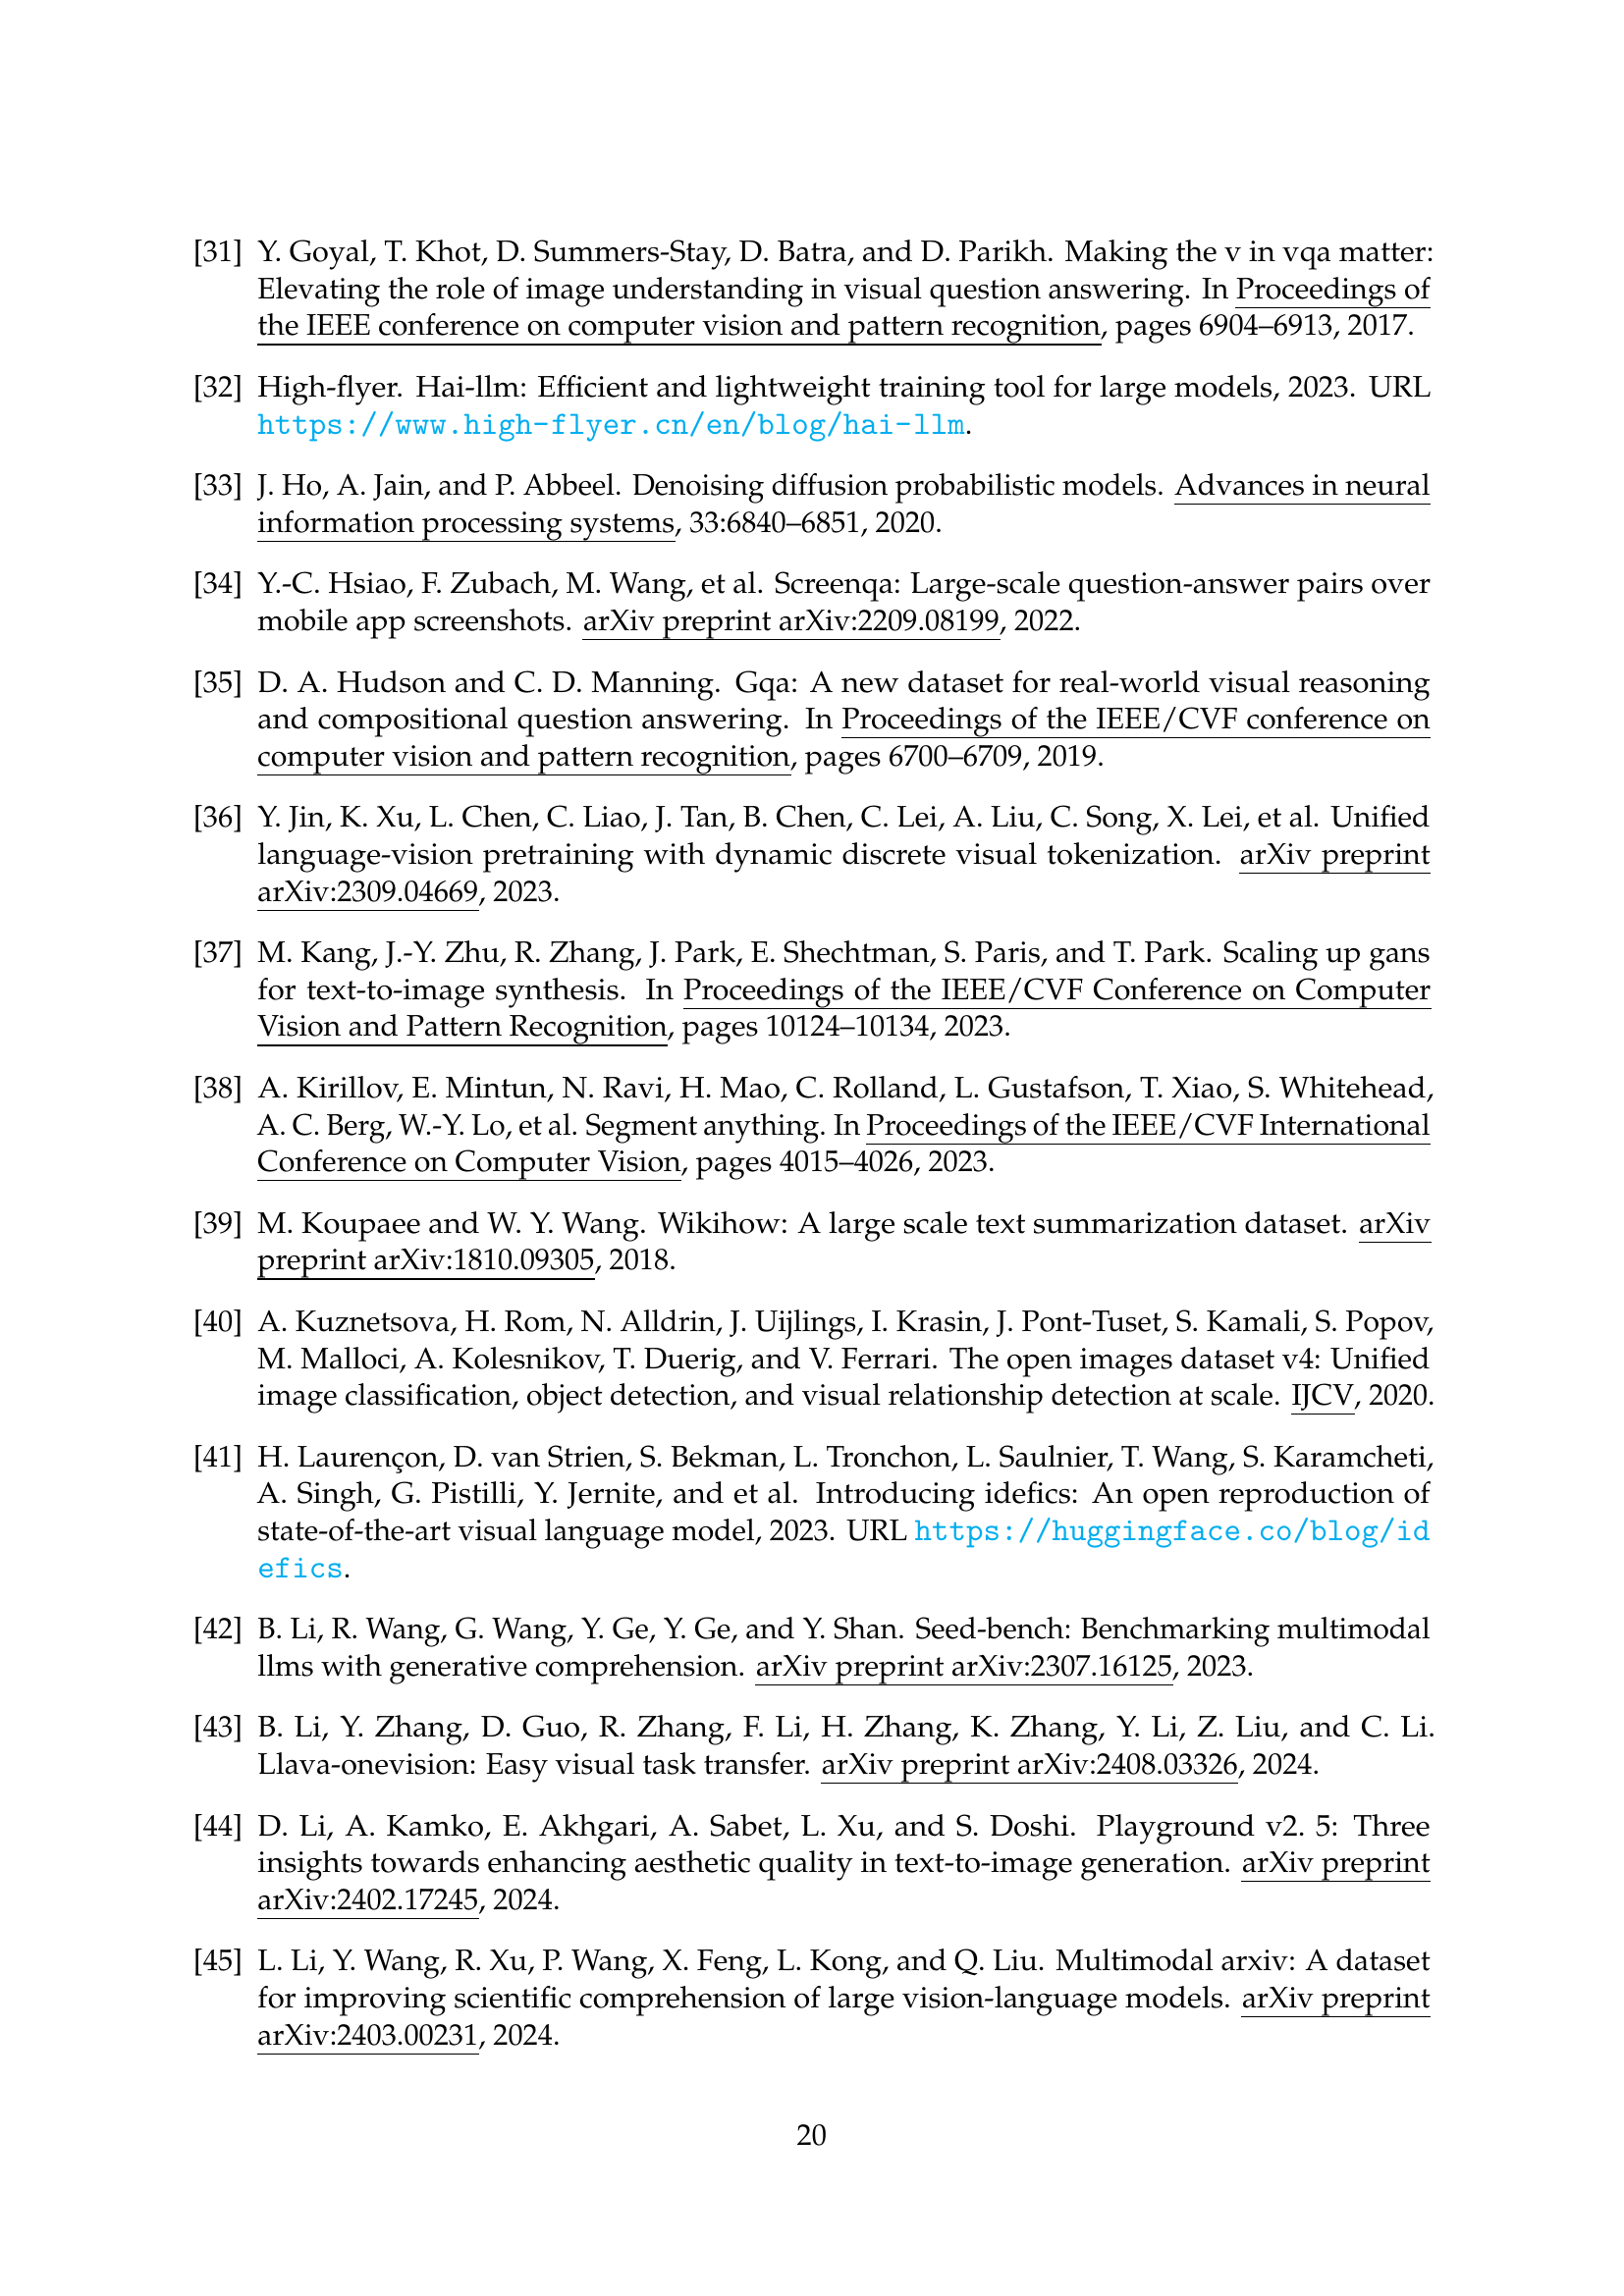 [31] Y. Goyal, T. Khot, D. Summers-Stay, D. Batra, and D. Parikh. Making the v in vqa matter:
Elevating the role of image understanding in visual question answering. In Proceedings of
the IEEE conference on computer vision and pattern recognition, pages 6904–6913, 2017.
[32] High-flyer. Hai-llm: Efficient and lightweight training tool for large models, 2023. URL
https://www.high-flyer.cn/en/blog/hai-llm.
[33] J. Ho, A. Jain, and P. Abbeel. Denoising diffusion probabilistic models. Advances in neural
information processing systems, 33:6840–6851, 2020.
[34] Y.-C. Hsiao, F. Zubach, M. Wang, et al. Screenqa: Large-scale question-answer pairs over
mobile app screenshots. arXiv preprint arXiv:2209.08199, 2022.
[35] D. A. Hudson and C. D. Manning. Gqa: A new dataset for real-world visual reasoning
and compositional question answering. In Proceedings of the IEEE/CVF conference on
computer vision and pattern recognition, pages 6700–6709, 2019.
[36] Y. Jin, K. Xu, L. Chen, C. Liao, J. Tan, B. Chen, C. Lei, A. Liu, C. Song, X. Lei, et al. Unified
language-vision pretraining with dynamic discrete visual tokenization. arXiv preprint
arXiv:2309.04669, 2023.
[37] M. Kang, J.-Y. Zhu, R. Zhang, J. Park, E. Shechtman, S. Paris, and T. Park. Scaling up gans
for text-to-image synthesis. In Proceedings of the IEEE/CVF Conference on Computer
Vision and Pattern Recognition, pages 10124–10134, 2023.
[38] A. Kirillov, E. Mintun, N. Ravi, H. Mao, C. Rolland, L. Gustafson, T. Xiao, S. Whitehead,
A. C. Berg, W.-Y. Lo, et al. Segment anything. In Proceedings of the IEEE/CVF International
Conference on Computer Vision, pages 4015–4026, 2023.
[39] M. Koupaee and W. Y. Wang. Wikihow: A large scale text summarization dataset. arXiv
preprint arXiv:1810.09305, 2018.
[40] A. Kuznetsova, H. Rom, N. Alldrin, J. Uijlings, I. Krasin, J. Pont-Tuset, S. Kamali, S. Popov,
M. Malloci, A. Kolesnikov, T. Duerig, and V. Ferrari. The open images dataset v4: Unified
image classification, object detection, and visual relationship detection at scale. IJCV, 2020.
[41] H. Laurençon, D. van Strien, S. Bekman, L. Tronchon, L. Saulnier, T. Wang, S. Karamcheti,
A. Singh, G. Pistilli, Y. Jernite, and et al. Introducing idefics: An open reproduction of
state-of-the-art visual language model, 2023. URL https://huggingface.co/blog/id
efics.
[42] B. Li, R. Wang, G. Wang, Y. Ge, Y. Ge, and Y. Shan. Seed-bench: Benchmarking multimodal
llms with generative comprehension. arXiv preprint arXiv:2307.16125, 2023.
[43] B. Li, Y. Zhang, D. Guo, R. Zhang, F. Li, H. Zhang, K. Zhang, Y. Li, Z. Liu, and C. Li.
Llava-onevision: Easy visual task transfer. arXiv preprint arXiv:2408.03326, 2024.
[44] D. Li, A. Kamko, E. Akhgari, A. Sabet, L. Xu, and S. Doshi. Playground v2. 5: Three
insights towards enhancing aesthetic quality in text-to-image generation. arXiv preprint
arXiv:2402.17245, 2024.
[45] L. Li, Y. Wang, R. Xu, P. Wang, X. Feng, L. Kong, and Q. Liu. Multimodal arxiv: A dataset
for improving scientific comprehension of large vision-language models. arXiv preprint
arXiv:2403.00231, 2024.
20